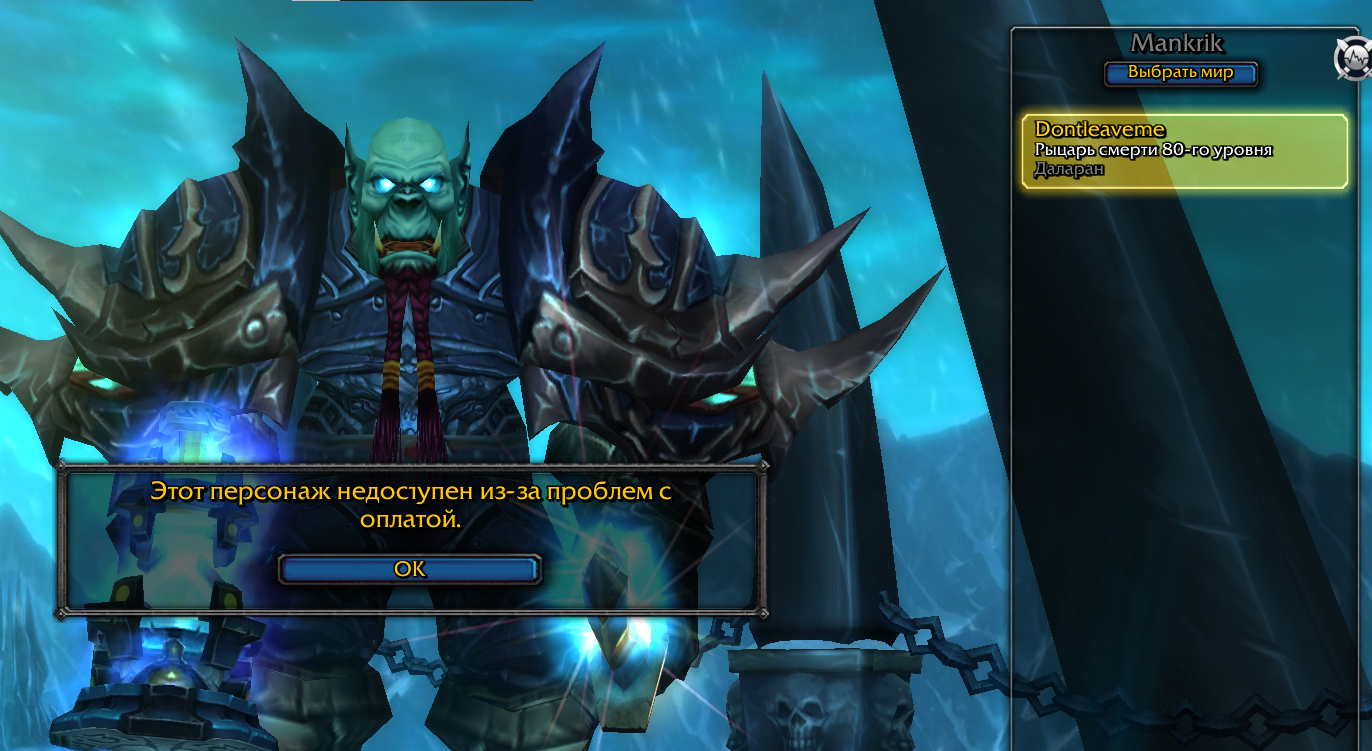 Mankrik
Выбрать мир
Dontleaveme
Рыцарь смерти 80-го уровня
Даларан
Этот персонаж недоступен из-за проблем с
оплатой.
ОК